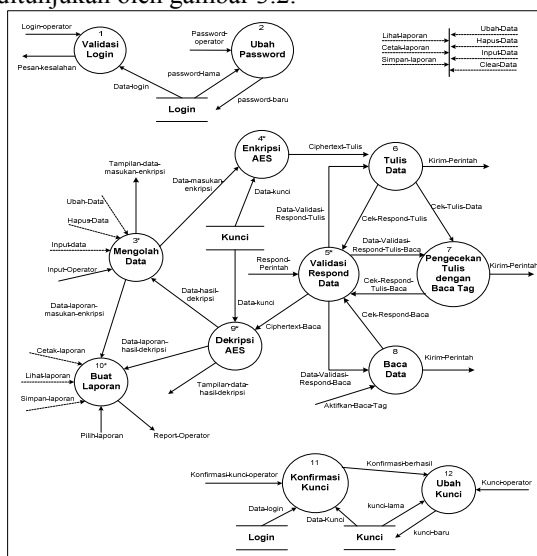 ditunjukan oleh gambar 3.2.
Login-operator
1
Validasi
Login
Pesan-kesalahan
Data-login
Login
Password-
operator
2
Ubah
Password
password-lama
password-baru
Lihat-laporan
Cetak-laporan
Simpan-laporan
Ubah-Data
Hapus-Data
Input-Data
Clear-Data
4*
Enkripsi
AES
Ciphertext-Tulis
6
Tulis
Data
Kirim-Perintah
Tampilan-data-
masukan-enkripsi
Data-masukan-
enkripsi
Data-kunci
Data-Validasi-
Respond-Tulis
Cek-Respond-Tulis
Cek-Tulis-Data
Ubah-Data
Hapus-Data
Input-data
Input-Operator
3*
Mengolah
Data
Kunci
Respond-
Perintah
5*
Validasi
Respond
Data
Data-Validasi-
Respond-Tulis-Baca
7
Pengecekan
Tulis
dengan
Baca Tag
Kirim-Perintah
Cek-Respond-
Tulis-Baca
Cek-Respond-Baca
Data-hasil-
dekripsi
Data-kunci
Data-laporan-
masukan-enkripsi
9*
Dekripsi
AES
Ciphertext-Baca
Data-laporan-
hasil-dekripsi
Tampilan-data-
hasil-dekripsi
Data-Validasi-
Respond-Baca
8
Baca
Data
Kirim-Perintah
Aktifkan-Baca-Tag
Cetak-laporan
Lihat-laporan
Simpan-laporan
10*
Buat
Laporan
Pilih-laporan
Report-Operator
Konfirmasi-kunci-operator
11
Konfirmasi
Kunci
Konfirmasi-berhasil
12
Ubah
Kunci
Kunci-operator
Data-login
Data-Kunci
kunci-lama
kunci-baru
Login
Kunci